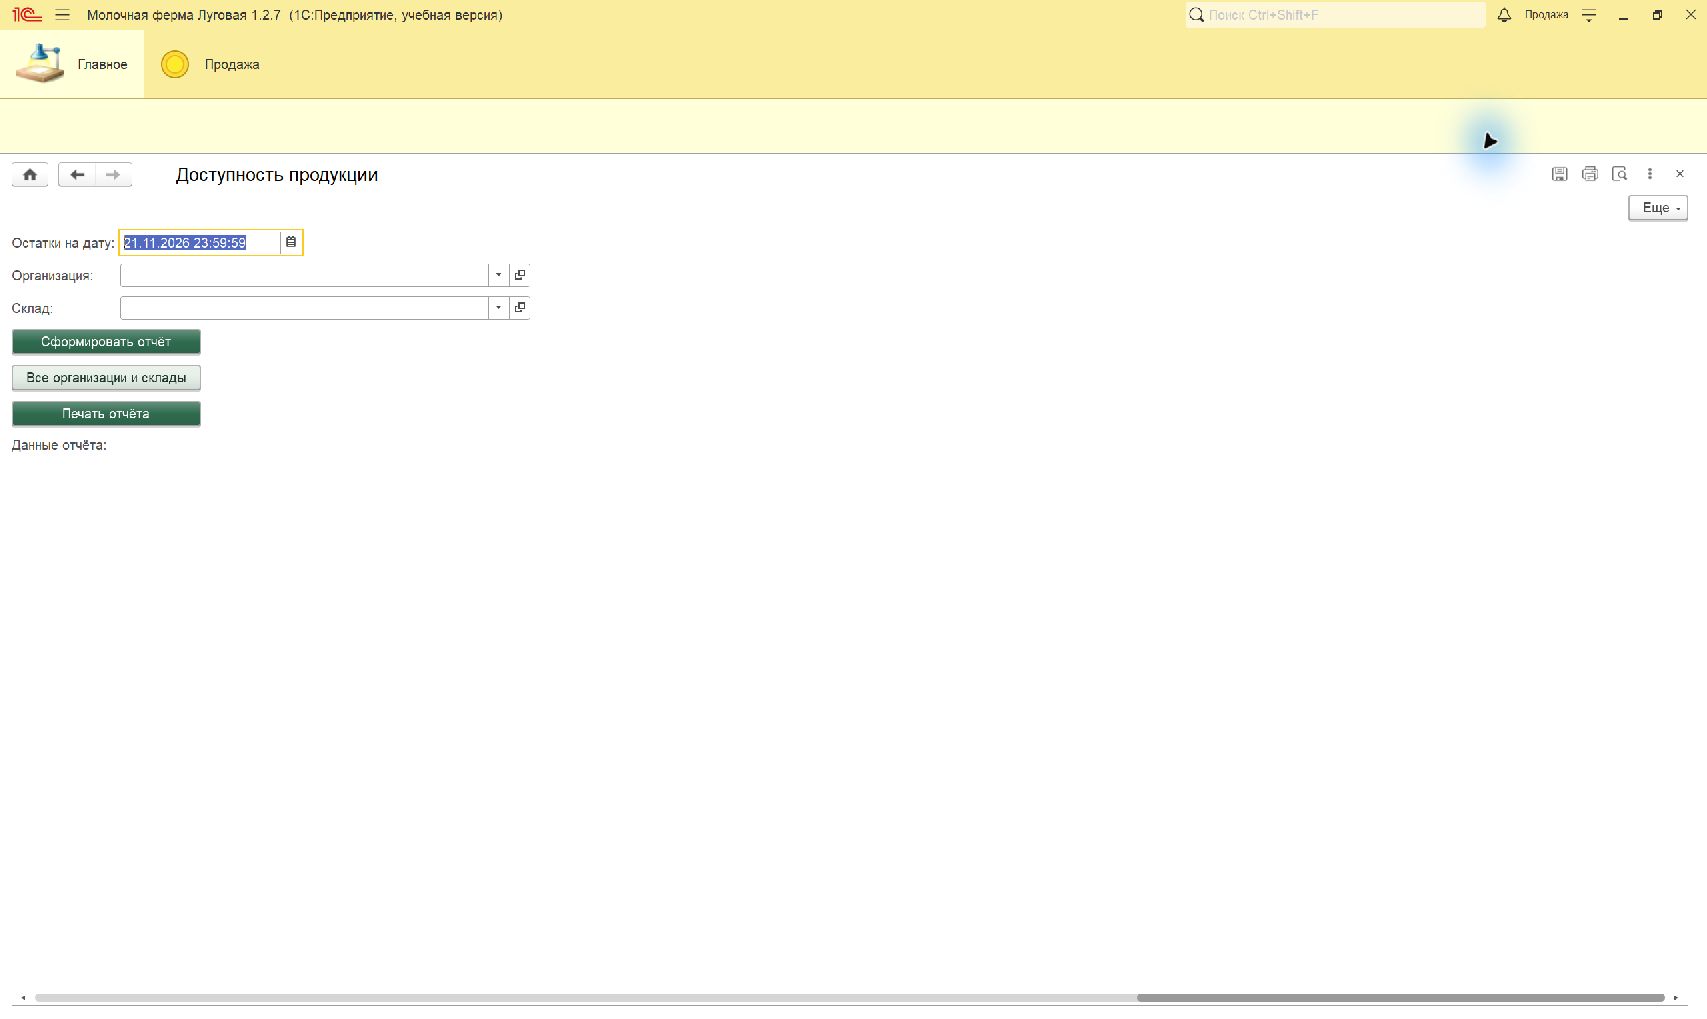 1С Молочная ферма Луговая 1.2.7 (1С:Предприятие, учебная версия) Поиск Ctrl+Shift+F Продажа
Главное Продажа
Доступность продукции
Еще
Остатки на дату: 21.11.2026 23:59:59
Организация:
Склад:
Сформировать отчёт
Все организации и склады
Печать отчёта
Данные отчёта: